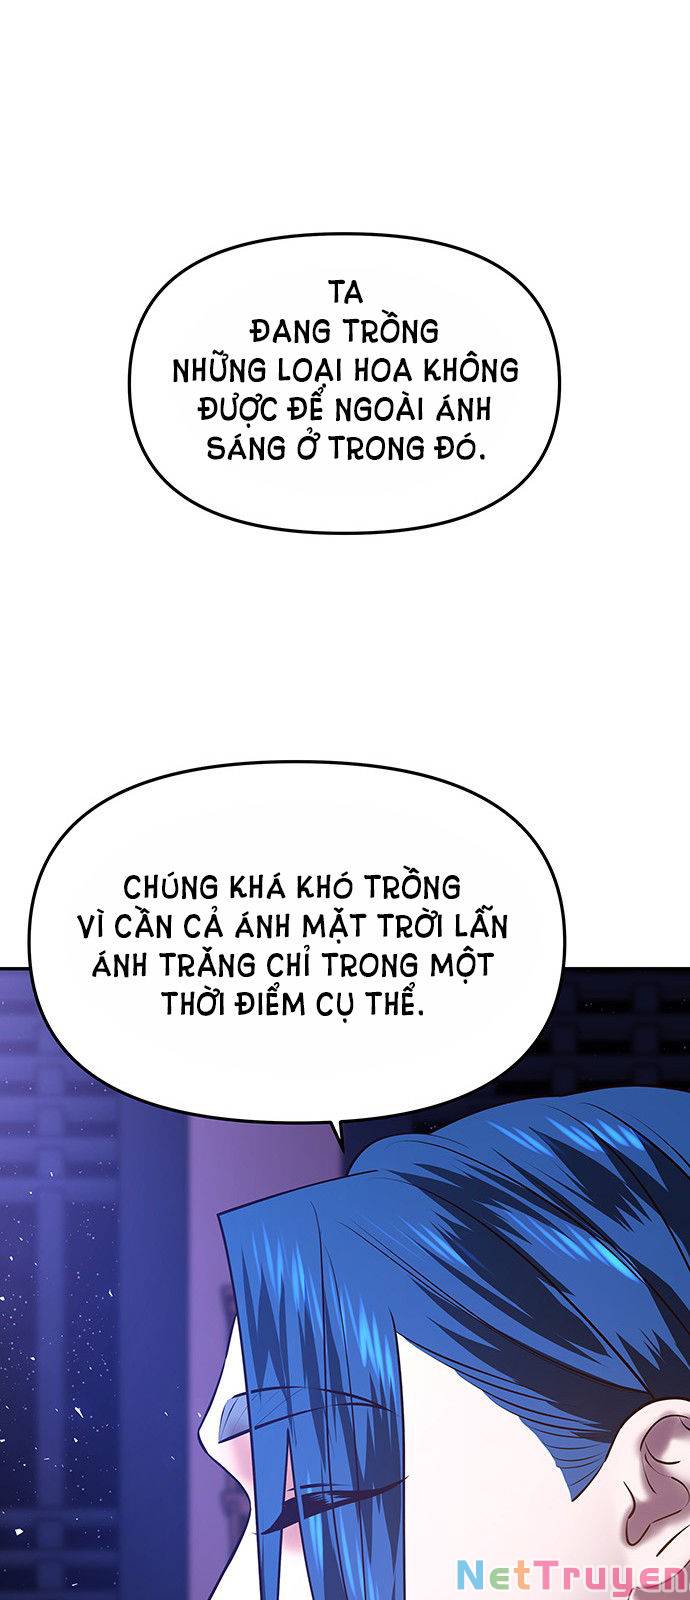 TA
ĐANG TRỒNG
NHỮNG LOẠI HOA KHÔNG
ĐƯỢC ĐỂ NGOÀI ÁNH
SÁNG Ở TRONG ĐÓ.
CHÚNG KHÁ KHÓ TRỒNG
VÌ CẦN CẢ ÁNH MẶT TRỜI LẪN
ÁNH TRĂNG CHỈ TRONG MỘT
THỜI ĐIỂM CỤ THỂ.
NetTruyen